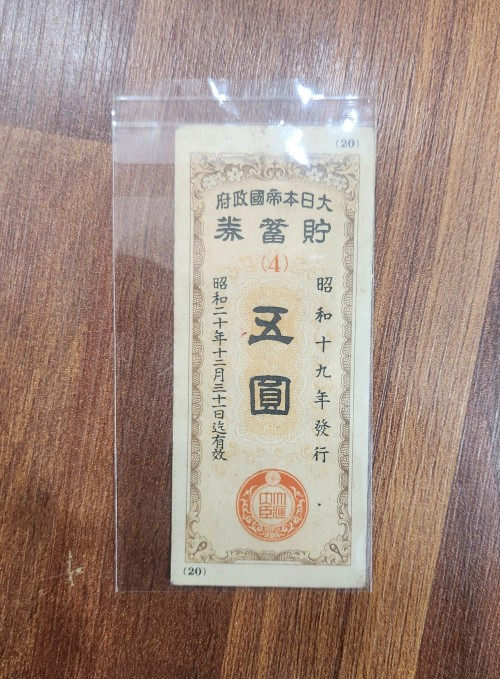 (20)
府政國帝本日大
券蓄貯
(4)
昭和十九年發行
五圓
昭和二十年十二月三十一日迄有效
(20)